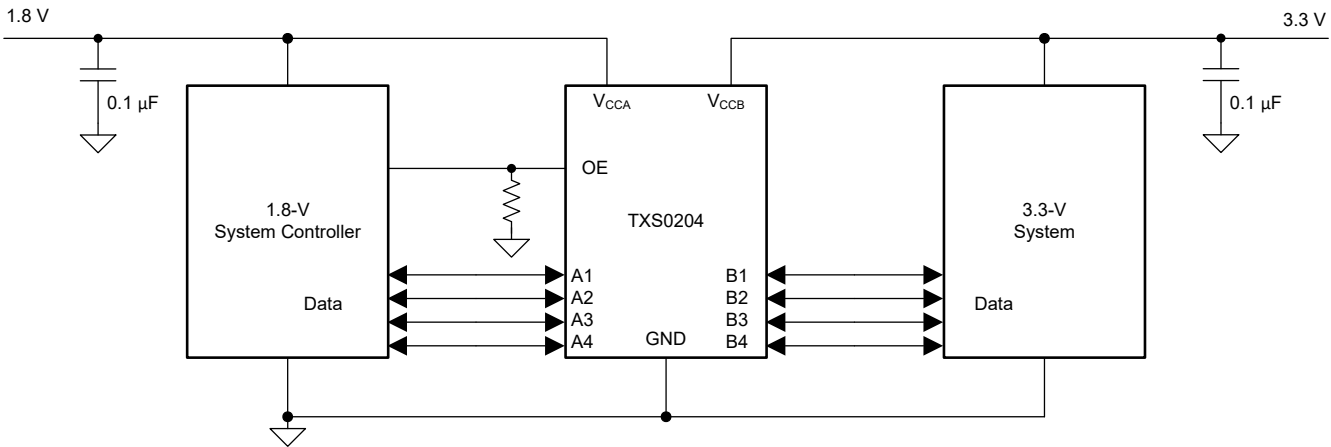 1.8 V
3.3 V
0.1 µF
VCCA
VCCB
0.1 µF
OE
1.8-V
System Controller
TXS0204
3.3-V
System
A1
B1
A2
B2
Data
Data
A3
B3
A4
GND
B4